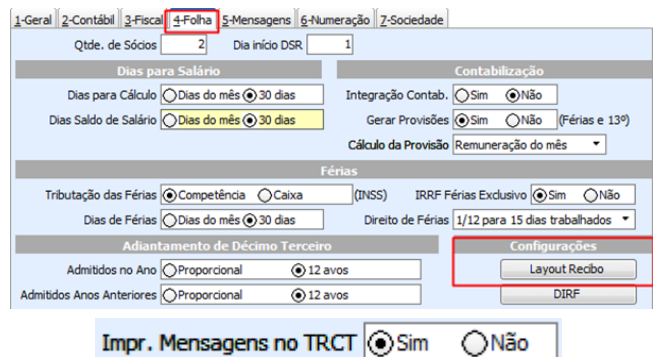 1-Geral 2-Contábil 3-Fiscal 4-Folha 5-Mensagens 6-Numeração 7-Sociedade
Qtde. de Sócios 2 Dia início DSR 1
Dias para Salário Contabilização
Dias para Cálculo Dias do mês 30 dias Integração Contab. Sim Não
Dias Saldo de Salário Dias do mês 30 dias Gerar Provisões Sim Não (Férias e 13º)
Cálculo da Provisão Remuneração do mês
Férias
Tributação das Férias Competência Caixa (INSS) IRRF Férias Exclusivo Sim Não
Dias de Férias Dias do mês 30 dias Direito de Férias 1/12 para 15 dias trabalhados
Adiantamento de Décimo Terceiro Configurações
Admitidos no Ano Proporcional 12 avos Layout Recibo
Admitidos Anos Anteriores Proporcional 12 avos DIRF
Impr. Mensagens no TRCT Sim Não